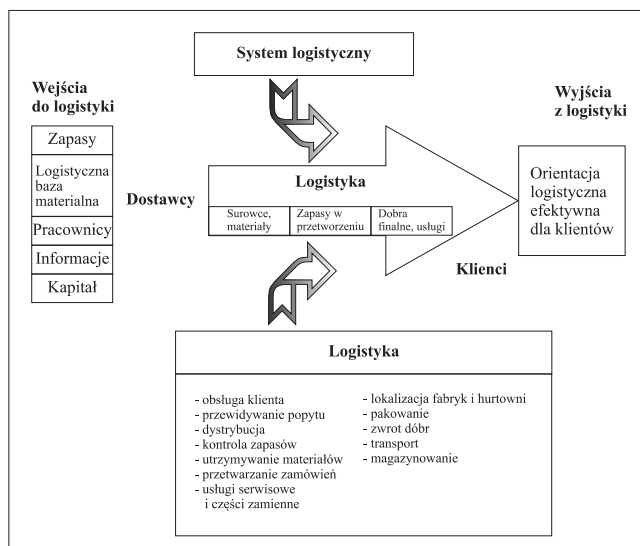 System logistyczny
Wejścia
do logistyki
Wyjścia
z logistyki
Zapasy
Logistyczna
baza
materialna
Pracownicy
Informacje
Kapitał
Dostawcy
Logistyka
Surowce,
materiały
Zapasy w
przetworzeniu
Dobra
finalne, usługi
Klienci
Orientacja
logistyczna
efektywna
dla klientów
Logistyka
- obsługa klienta
- przewidywanie popytu
- dystrybucja
- kontrola zapasów
- utrzymywanie materiałów
- przetwarzanie zamówień
- usługi serwisowe
i części zamienne
- lokalizacja fabryk i hurtowni
- pakowanie
- zwrot dóbr
- transport
- magazynowanie